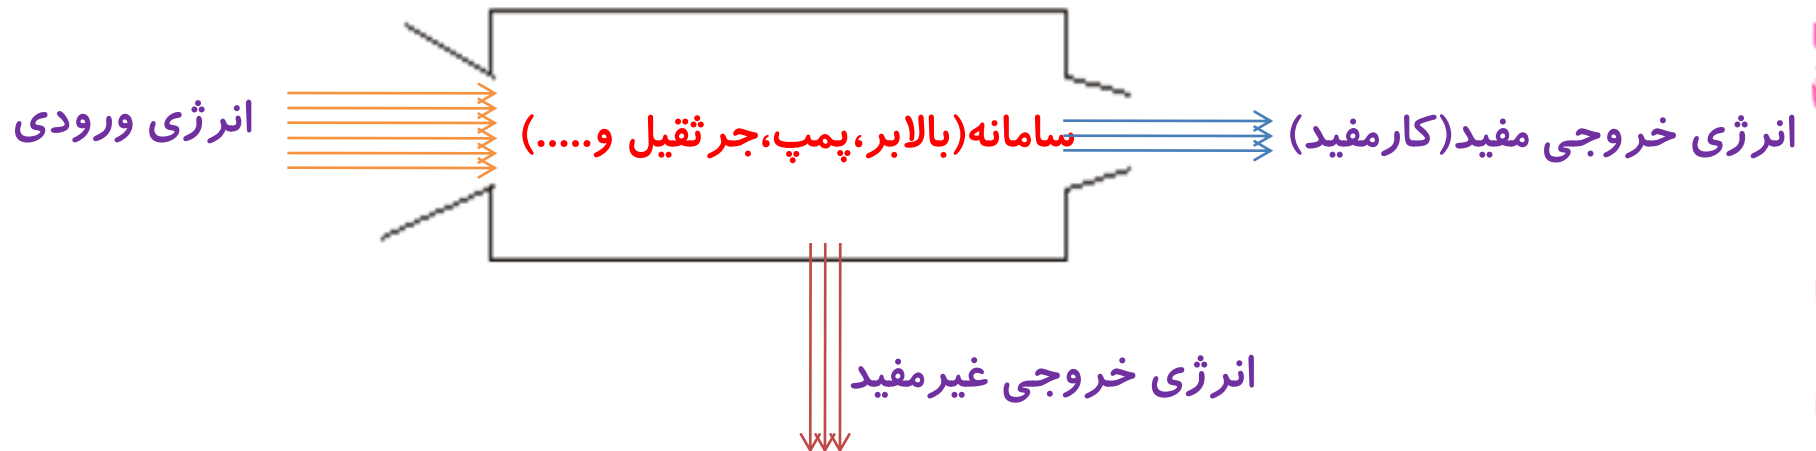 انرژی ورودی
سامانه(بالابر،پمپ،جرثقیل و.....)
انرژی خروجی مفید(کارمفید)
انرژی خروجی غیرمفید